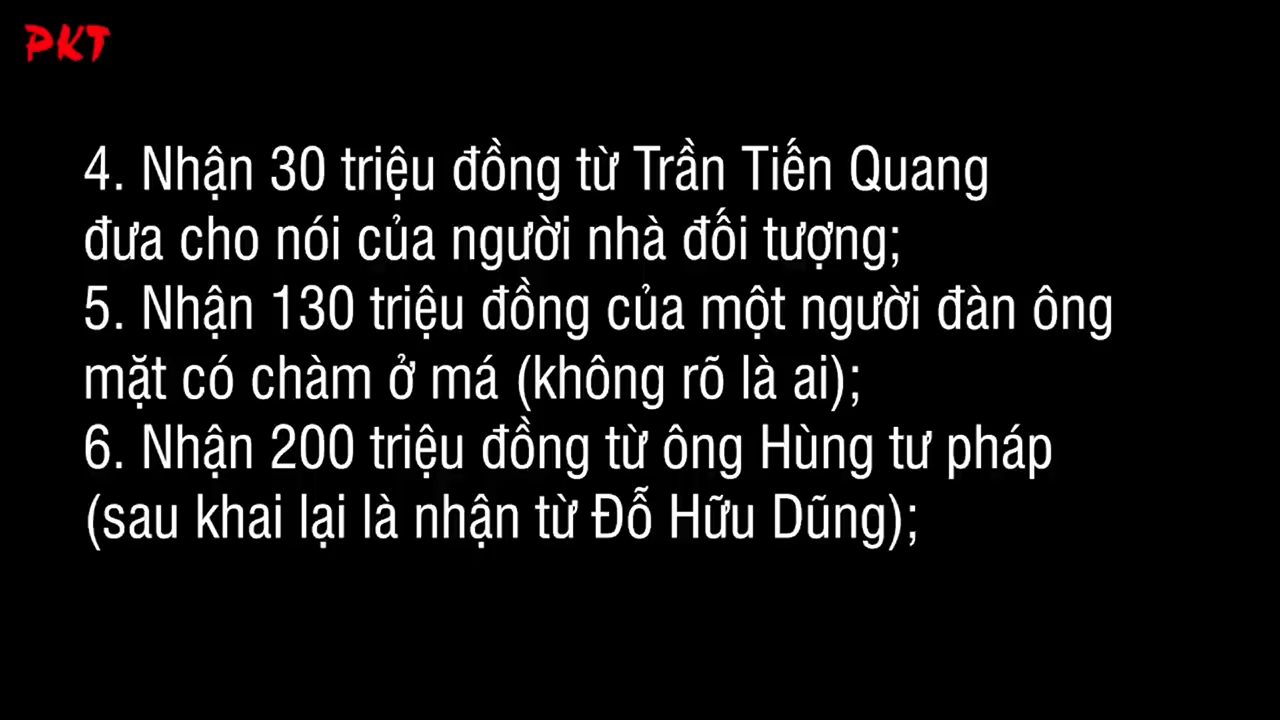 PKT
4. Nhận 30 triệu đồng từ Trần Tiến Quang
đưa cho nói của người nhà đối tượng;
5. Nhận 130 triệu đồng của một người đàn ông
mặt có chàm ở má (không rõ là ai);
6. Nhận 200 triệu đồng từ ông Hùng tư pháp
(sau khai lại là nhận từ Đỗ Hữu Dũng);